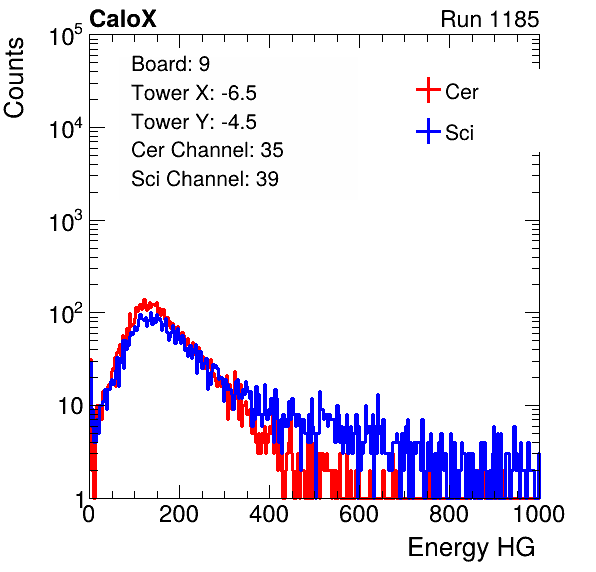 CaloX Run 1185
Counts
10^5
10^4
10^3
10^2
10
1
Board: 9
Tower X: -6.5
Tower Y: -4.5
Cer Channel: 35
Sci Channel: 39
Cer
Sci
0 200 400 600 800 1000
Energy HG